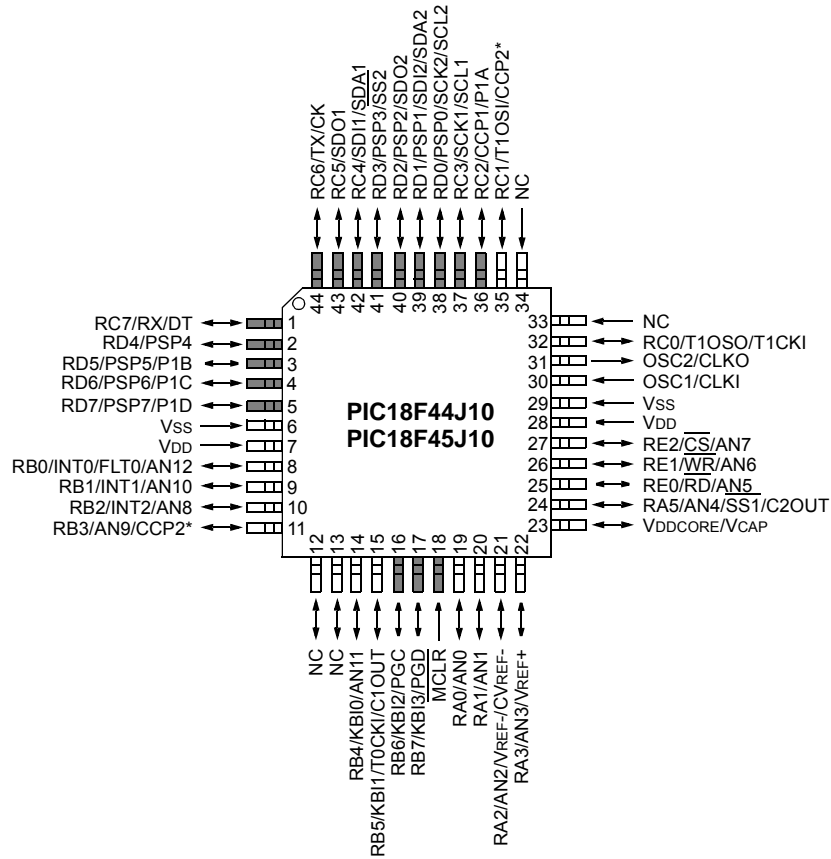 RC6/TX/CK
RC5/SDO1
RC4/SDI1/SDA1
RD3/PSP3/SS2
RD2/PSP2/SDO2
RD1/PSP1/SDI2/SDA2
RD0/PSP0/SCK2/SCL2
RC3/SCK1/SCL1
RC2/CCP1/P1A
RC1/T1OSI/CCP2*
NC
44
43
42
41
40
39
38
37
36
35
34
RC7/RX/DT 1
RD4/PSP4 2
RD5/PSP5/P1B 3
RD6/PSP6/P1C 4
RD7/PSP7/P1D 5
VSS 6
VDD 7
RB0/INT0/FLT0/AN12 8
RB1/INT1/AN10 9
RB2/INT2/AN8 10
RB3/AN9/CCP2* 11
PIC18F44J10
PIC18F45J10
33 NC
32 RC0/T1OSO/T1CKI
31 OSC2/CLKO
30 OSC1/CLKI
29 VSS
28 VDD
27 RE2/CS/AN7
26 RE1/WR/AN6
25 RE0/RD/AN5
24 RA5/AN4/SS1/C2OUT
23 VDDCORE/VCAP
12
13
14
15
16
17
18
19
20
21
22
NC
NC
RB4/KBI0/AN11
RB5/KBI1/T0CKI/C1OUT
RB6/KBI2/PGC
RB7/KBI3/PGD
MCLR
RA0/AN0
RA1/AN1
RA2/AN2/VREF-/CVREF-
RA3/AN3/VREF+